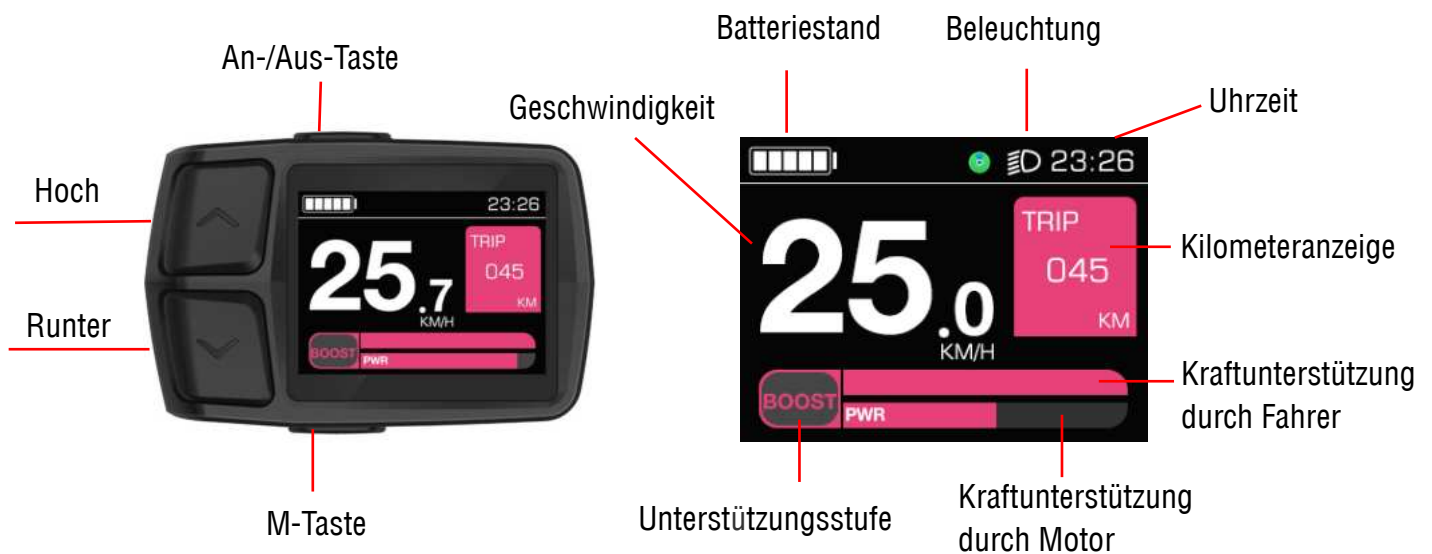 Batteriestand
Beleuchtung
An-/Aus-Taste
Geschwindigkeit
Uhrzeit
Hoch
Runter
23:26
TRIP
045
KM
25.7
KM/H
BOOST
PWR
M-Taste
23:26
TRIP
045
KM
25.0
KM/H
BOOST
PWR
Kilometeranzeige
Kraftunterstützung
durch Fahrer
Unterstützungsstufe
Kraftunterstützung
durch Motor